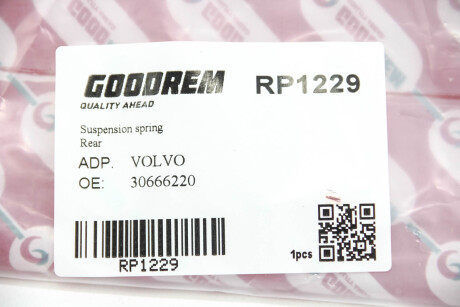 GOODREM
QUALITY AHEAD
RP1229
Suspension spring
Rear
ADP. VOLVO
OE: 30666220
RP1229
1pcs